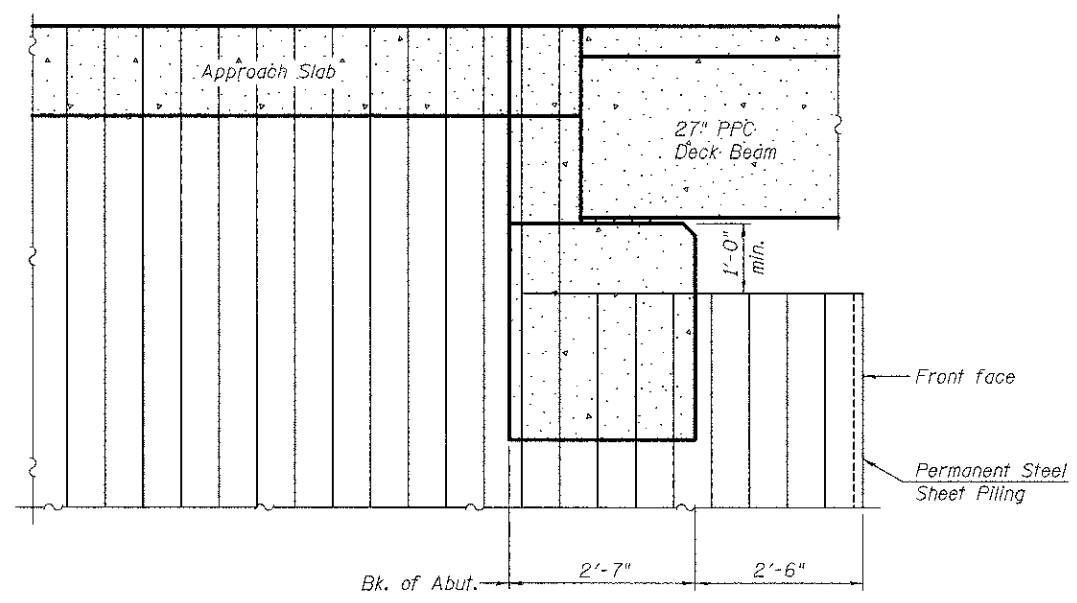 Approach Slab
27" PPC
Deck Beam
1'-0"
min.
Front face
Permanent Steel
Sheet Piling
Bk. of Abut.
2'-7"
2'-6"